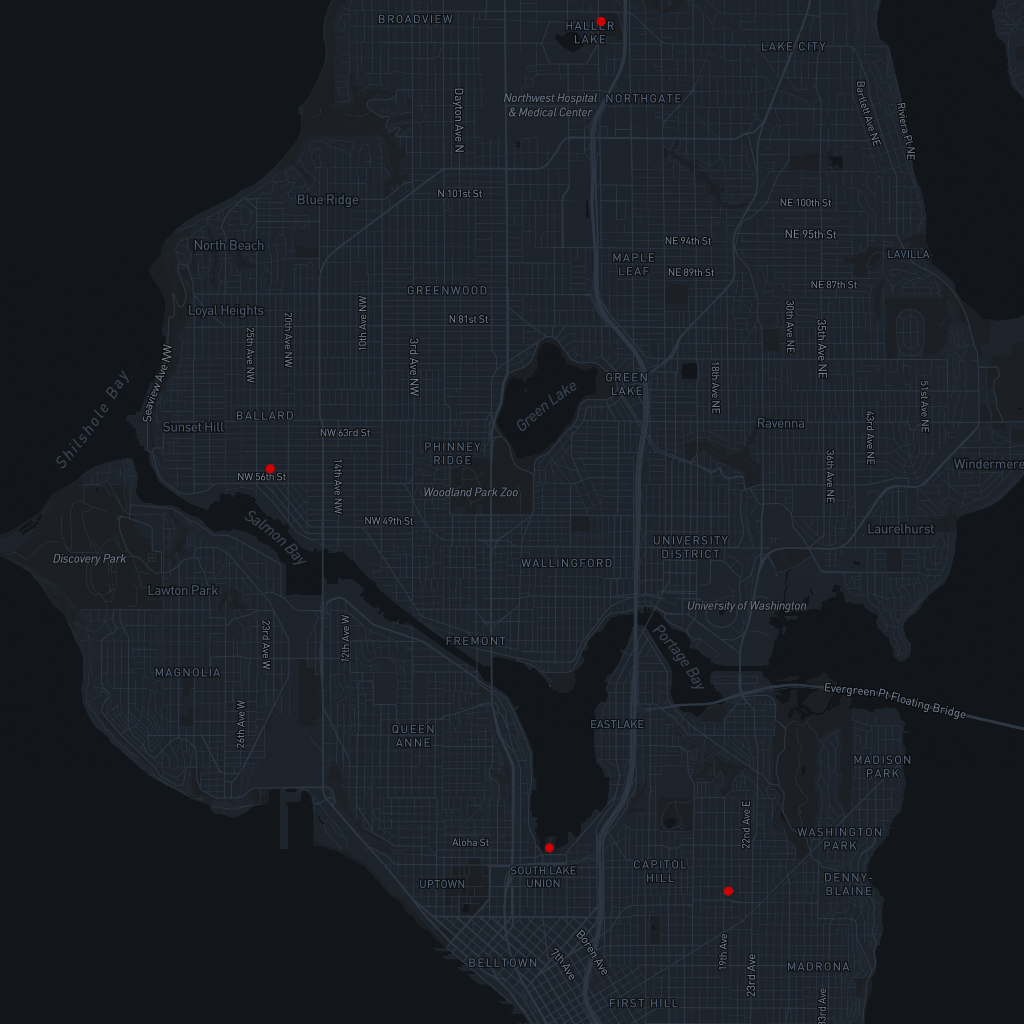 BROADVIEW
HALLER
LAKE
LAKE CITY
Northwest Hospital
& Medical Center
NORTHGATE
Dayton Ave N
Bartlett Ave NE
Riviera Pl NE
N 101st St
Blue Ridge
NE 100th St
NE 95th St
NE 94th St
North Beach
MAPLE
LEAF
LAVILLA
NE 89th St
NE 87th St
GREENWOOD
Loyal Heights
N 81st St
10th Ave NW
20th Ave NW
25th Ave NW
3rd Ave NW
30th Ave NE
35th Ave NE
Seaview Ave NW
Shilshole Bay
GREEN
LAKE
Green Lake
18th Ave NE
51st Ave NE
43rd Ave NE
BALLARD
Sunset Hill
NW 63rd St
Ravenna
PHINNEY
RIDGE
Windermere
36th Ave NE
NW 56th St
14th Ave NW
Woodland Park Zoo
NW 49th St
Salmon Bay
Laurelhurst
UNIVERSITY
DISTRICT
Discovery Park
WALLINGFORD
Lawton Park
University of Washington
23rd Ave W
12th Ave W
FREMONT
Portage Bay
MAGNOLIA
Evergreen Pt Floating Bridge
26th Ave W
QUEEN
ANNE
EASTLAKE
MADISON
PARK
22nd Ave E
WASHINGTON
PARK
Aloha St
SOUTH LAKE
UNION
CAPITOL
HILL
UPTOWN
DENNY-
BLAINE
19th Ave
23rd Ave
Boren Ave
7th Ave
BELLTOWN
MADRONA
FIRST HILL
33rd Ave